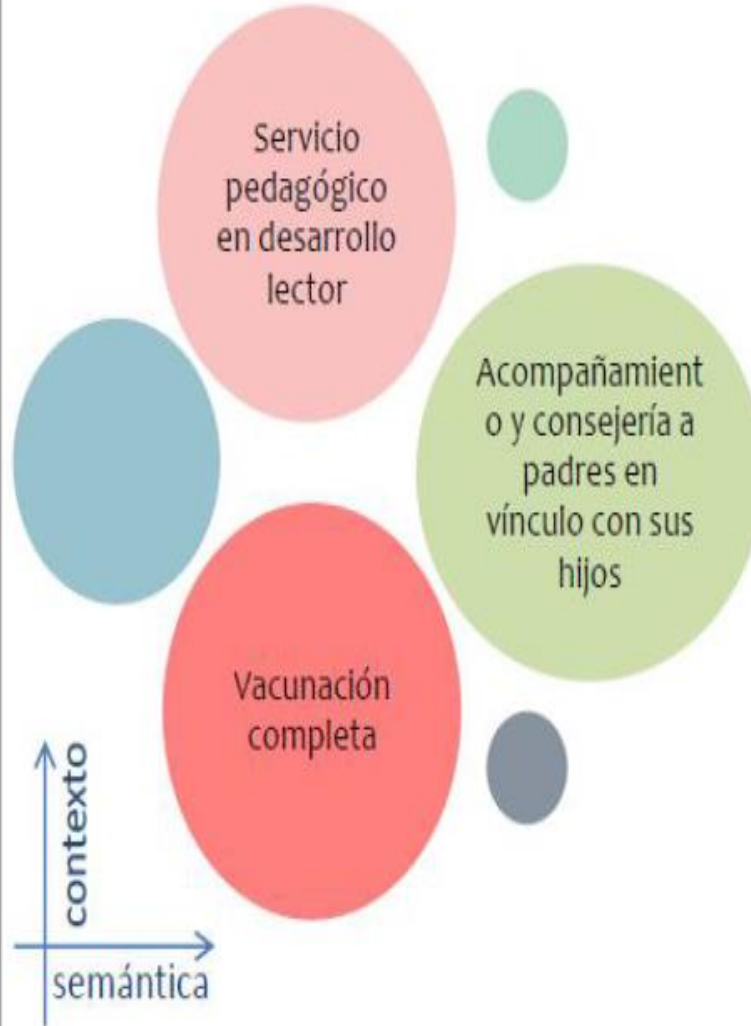 Servicio
pedagógico
en desarrollo
lector
Acompañamient
o y consejería a
padres en
vínculo con sus
hijos
Vacunación
completa
contexto
semántica